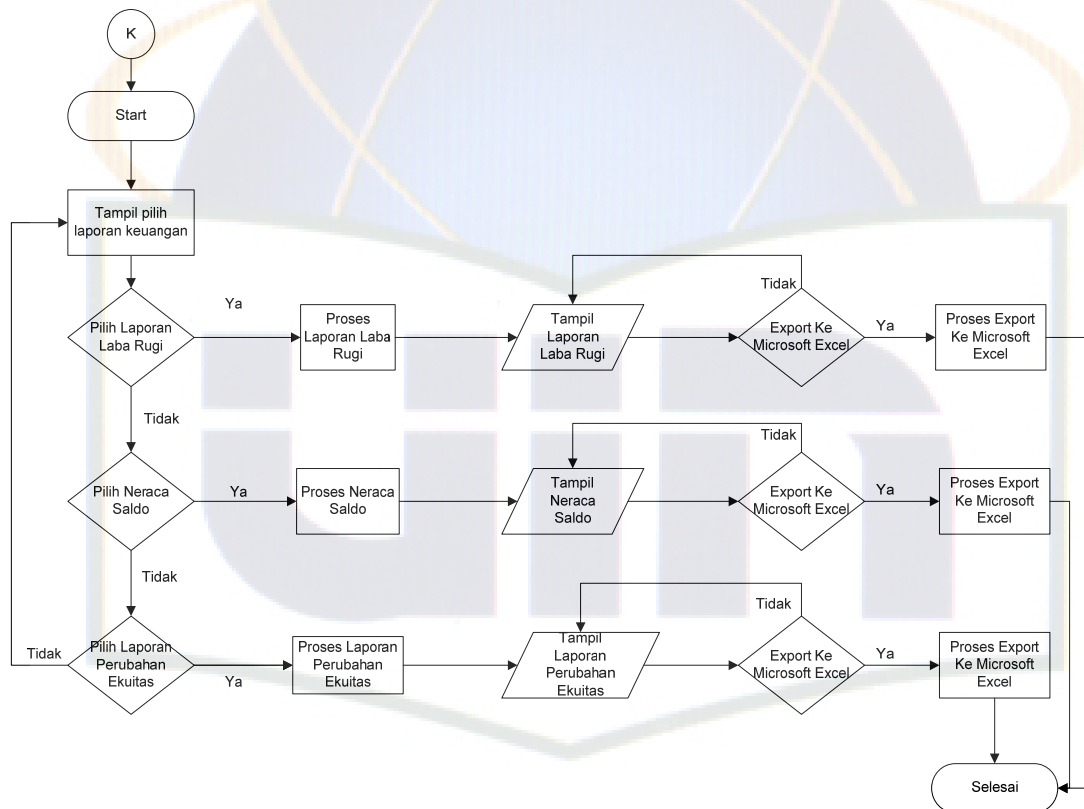 K
Start
Tampil pilih
laporan keuangan
Pilih Laporan
Laba Rugi
Ya
Proses
Laporan Laba
Rugi
Tampil
Laporan
Laba Rugi
Tidak
Export Ke
Microsoft Excel
Ya
Proses Export
Ke Microsoft
Excel
Tidak
Pilih Neraca
Saldo
Ya
Proses Neraca
Saldo
Tampil
Neraca
Saldo
Tidak
Export Ke
Microsoft Excel
Ya
Proses Export
Ke Microsoft
Excel
Tidak
Tidak
Pilih Laporan
Perubahan
Ekuitas
Ya
Proses Laporan
Perubahan
Ekuitas
Tampil
Laporan
Perubahan
Ekuitas
Tidak
Export Ke
Microsoft Excel
Ya
Proses Export
Ke Microsoft
Excel
Selesai
uin